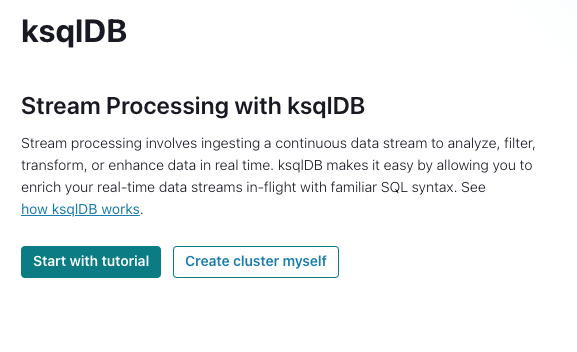 ksqlDB
Stream Processing with ksqlDB
Stream processing involves ingesting a continuous data stream to analyze, filter,
transform, or enhance data in real time. ksqlDB makes it easy by allowing you to
enrich your real-time data streams in-flight with familiar SQL syntax. See
how ksqlDB works.
Start with tutorial
Create cluster myself